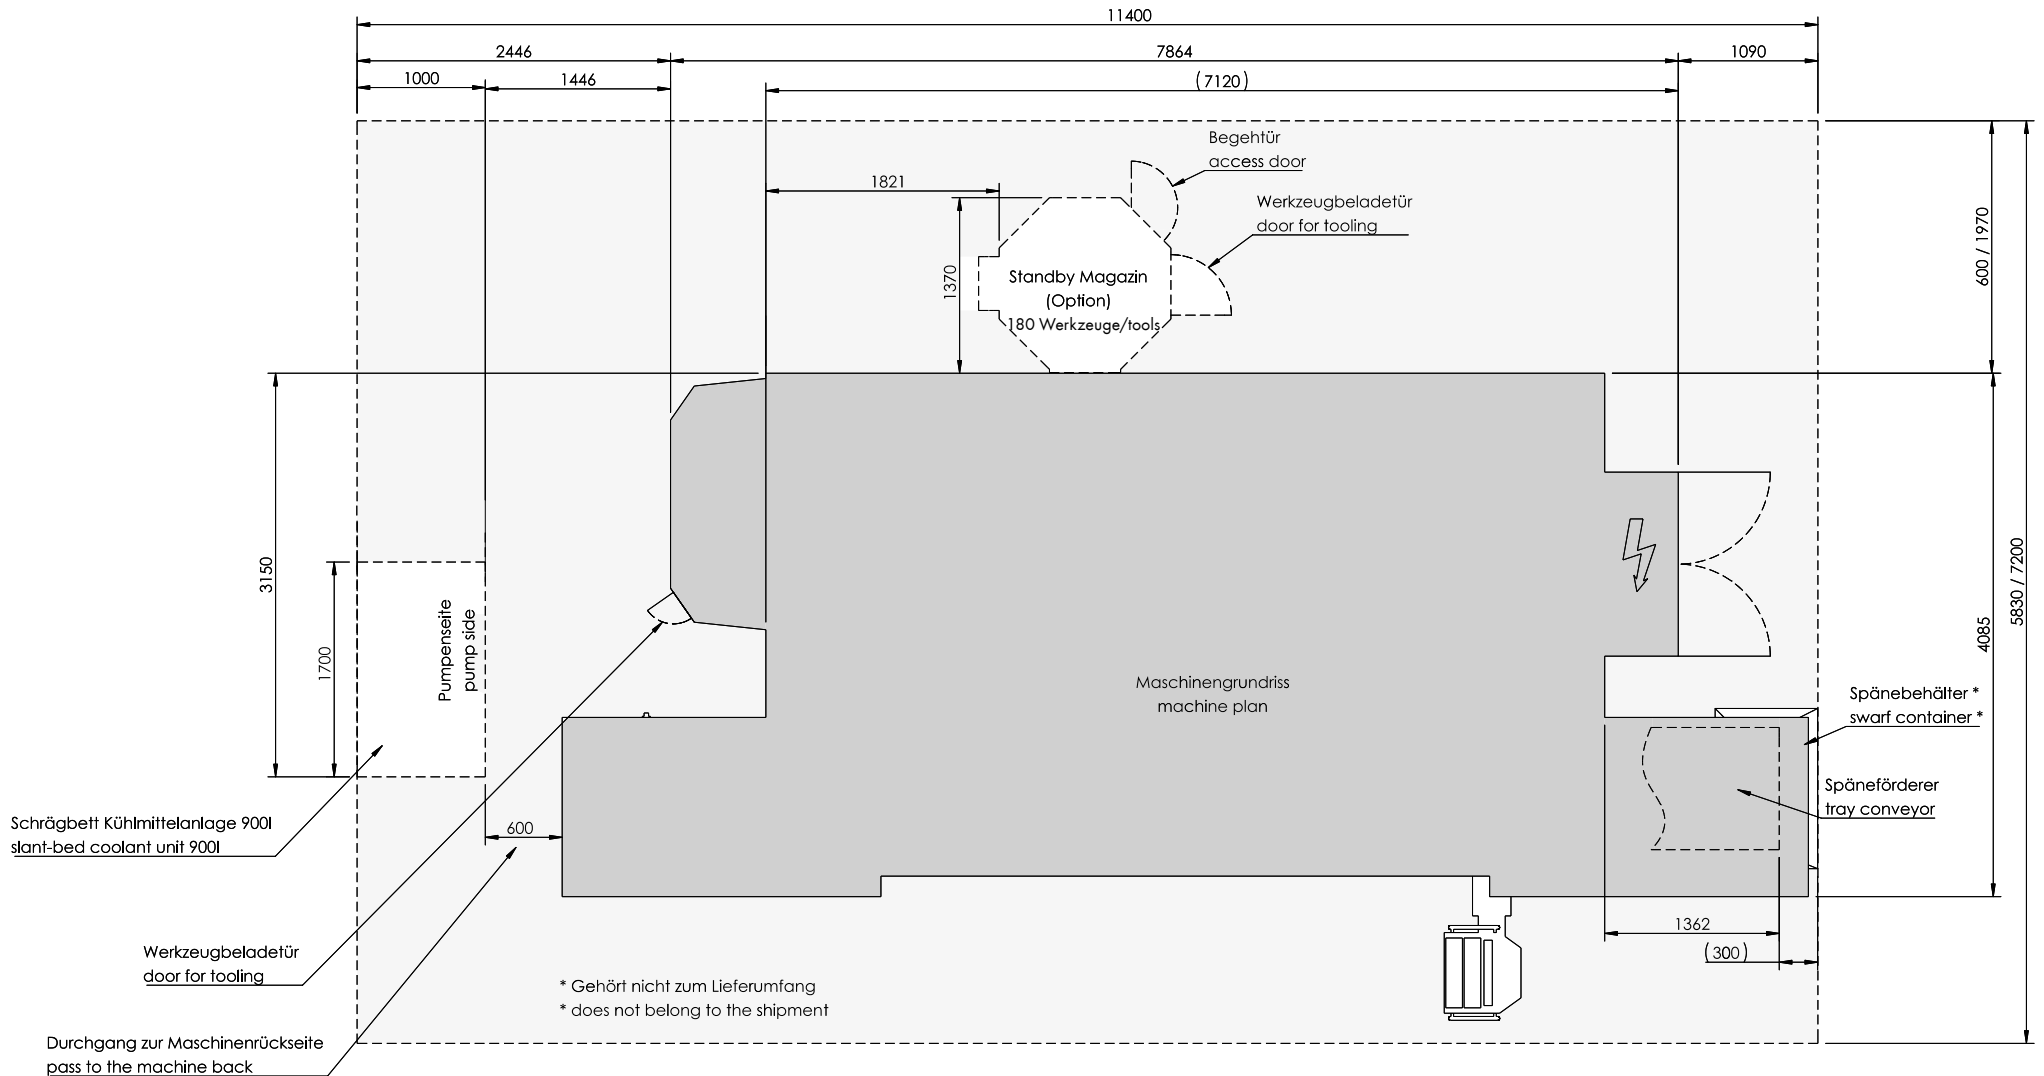 11400
2446
7864
1090
1000
1446
(7120)
Begehtür
access door
1821
Werkzeugbeladetür
door for tooling
600 / 1970
1370
Standby Magazin
(Option)
180 Werkzeuge/tools
3150
1700
Pumpenseite
pump side
5830 / 7200
4085
Maschinengrundriss
machine plan
Spänebehälter *
swarf container *
Späneförderer
tray conveyor
Schrägbett Kühlmittelanlage 900l
slant-bed coolant unit 900l
600
1362
(300)
Werkzeugbeladetür
door for tooling
* Gehört nicht zum Lieferumfang
* does not belong to the shipment
Durchgang zur Maschinenrückseite
pass to the machine back